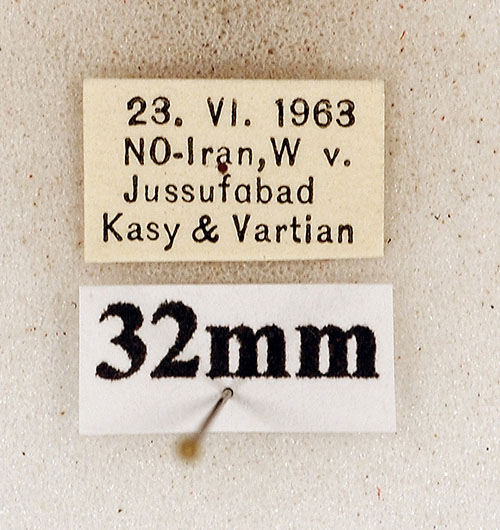 23. VI. 1963
NO-Iran, W v.
Jussufabad
Kasy & Vartian
32mm